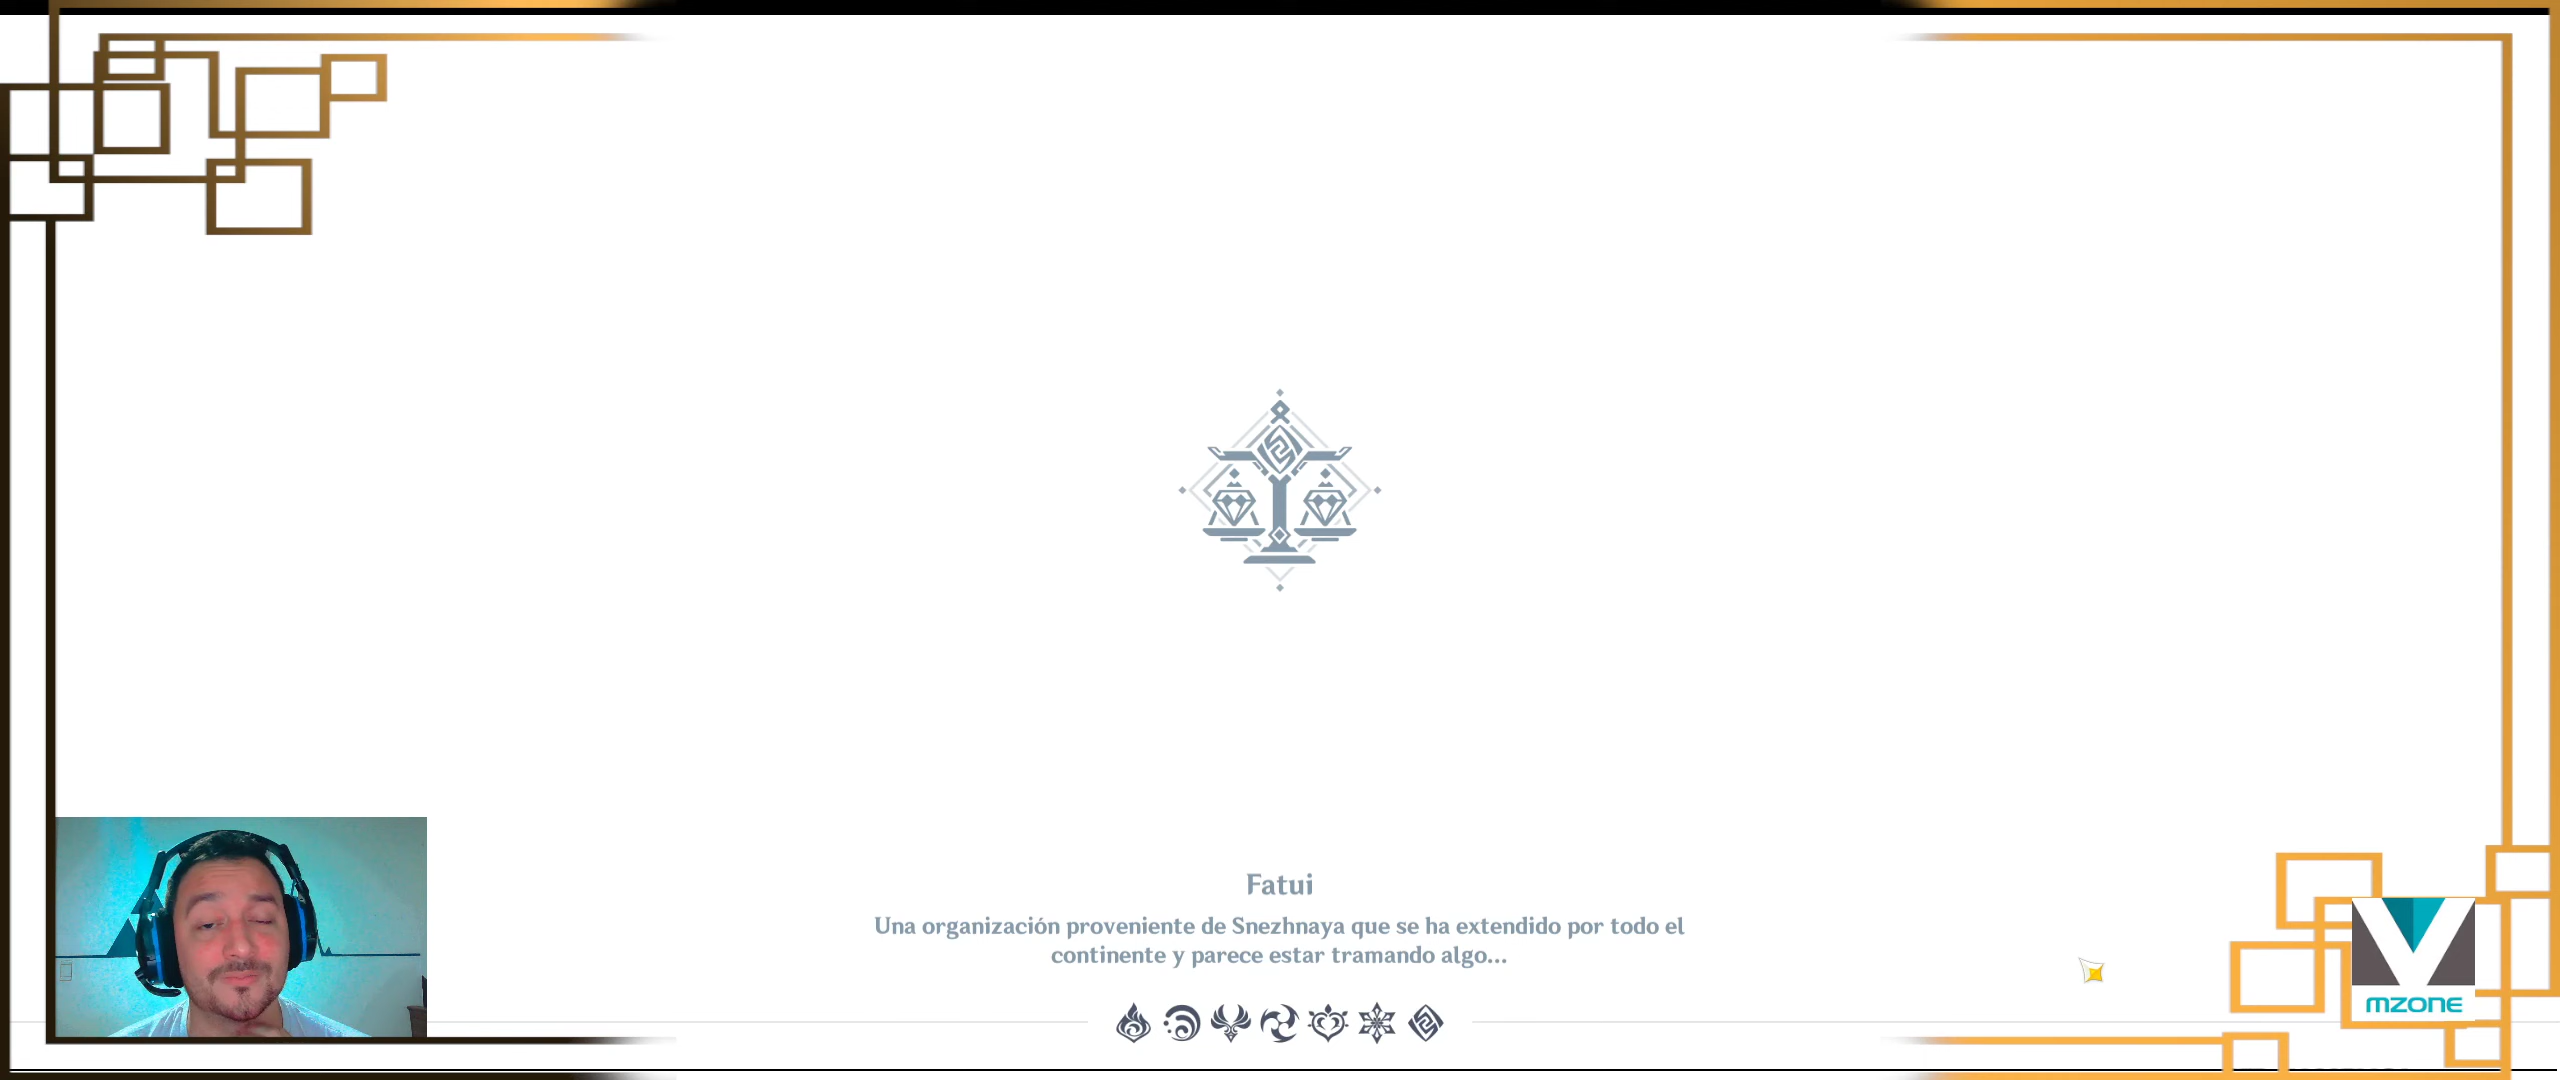 Fatui
Una organización proveniente de Snezhnaya que se ha extendido por todo el
continente y parece estar tramando algo...
MZONE